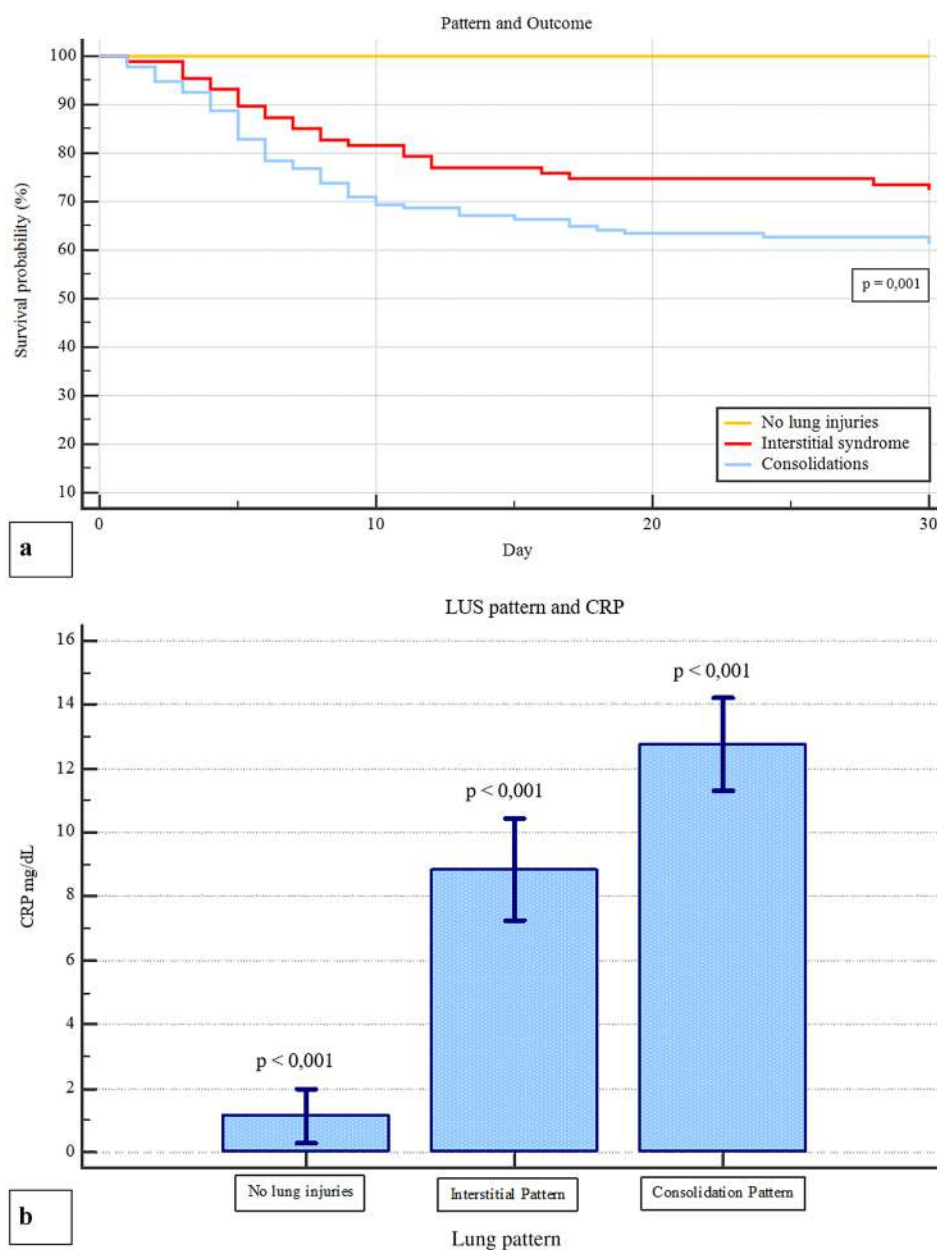 Pattern and Outcome
100
90
80
70
60
50
40
30
20
10
Survival probability (%)
p = 0,001
No lung injuries
Interstitial syndrome
Consolidations
0
10
20
30
Day
a
LUS pattern and CRP
16
14
12
10
8
6
4
2
0
CRP mg/dL
p < 0,001
p < 0,001
p < 0,001
No lung injuries
Interstitial Pattern
Consolidation Pattern
Lung pattern
b